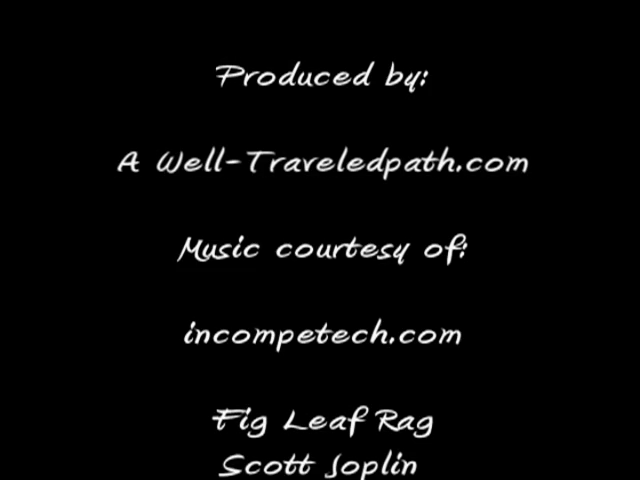 Produced by:
A Well-Traveledpath.com
Music courtesy of:
incompetech.com
Fig Leaf Rag
Scott Joplin